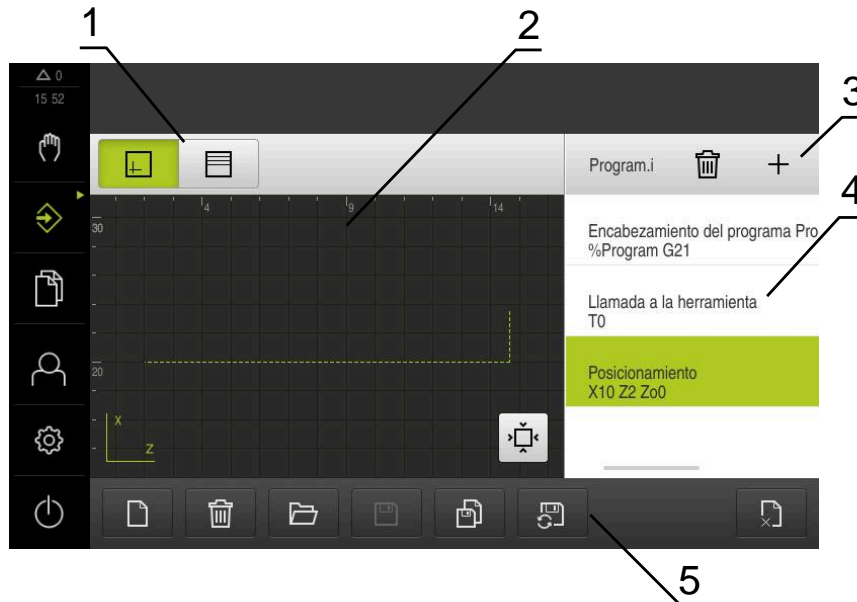 1
2
3
4
5
0
15 52
Program.i
4
9
14
30
20
X
Z
Encabezamiento del programa Pro
%Program G21
Llamada a la herramienta
T0
Posicionamiento
X10 Z2 Zo0